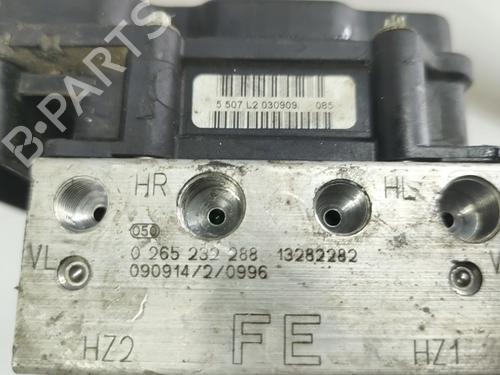 B-PARTS
5 507 L2 030909 085
HR HL
050
VL V
0 265 232 288 13282282
090914/2/0996
HZ2 FE HZ1